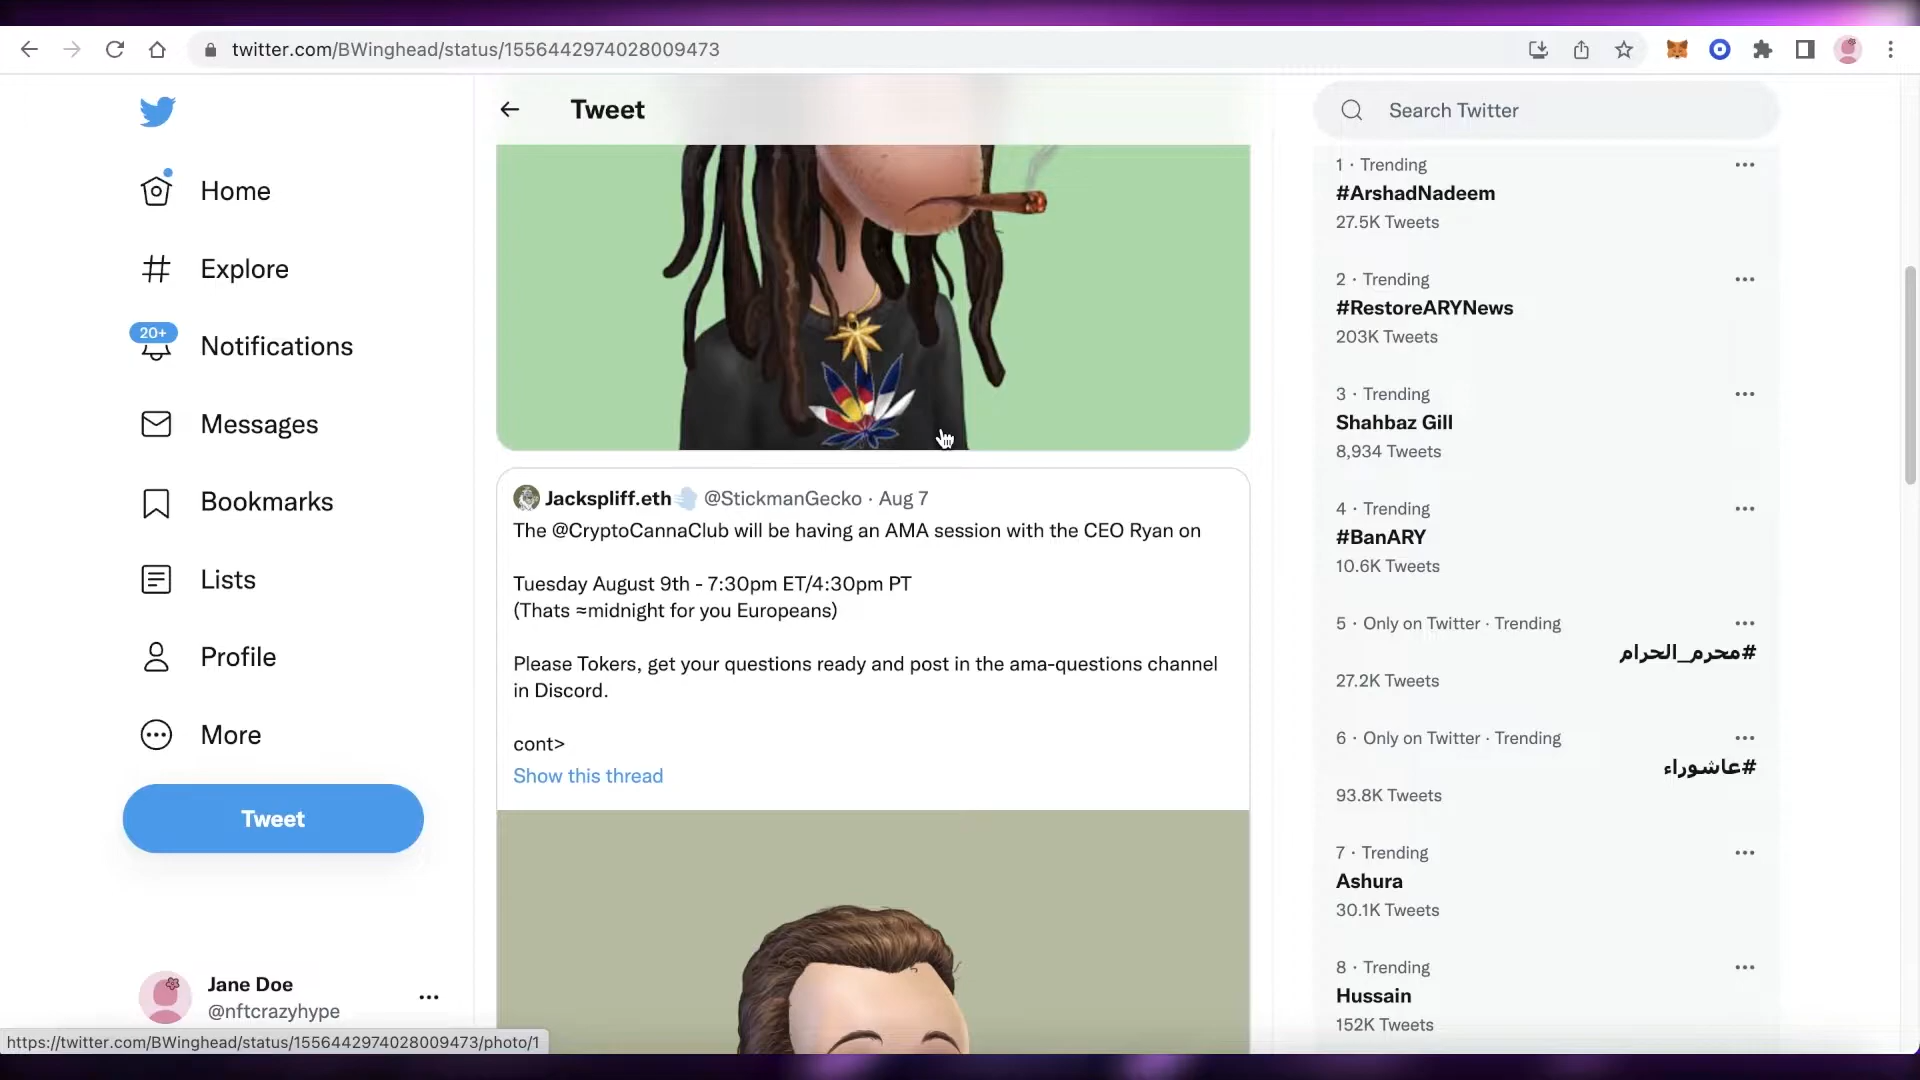 twitter.com/BWinghead/status/1556442974028009473
Home
Explore
20+
Notifications
Messages
Bookmarks
Lists
Profile
More
Tweet
Jane Doe
@nftcrazyhype
https://twitter.com/BWinghead/status/1556442974028009473/photo/1
Tweet
Jackspliff.eth @StickmanGecko · Aug 7
The @CryptoCannaClub will be having an AMA session with the CEO Ryan on
Tuesday August 9th - 7:30pm ET/4:30pm PT
(Thats ≈midnight for you Europeans)
Please Tokers, get your questions ready and post in the ama-questions channel
in Discord.
cont>
Show this thread
Search Twitter
1 · Trending
#ArshadNadeem
27.5K Tweets
2 · Trending
#RestoreARYNews
203K Tweets
3 · Trending
Shahbaz Gill
8,934 Tweets
4 · Trending
#BanARY
10.6K Tweets
5 · Only on Twitter · Trending
#محرم_الحرام
27.2K Tweets
6 · Only on Twitter · Trending
#عاشوراء
93.8K Tweets
7 · Trending
Ashura
30.1K Tweets
8 · Trending
Hussain
152K Tweets